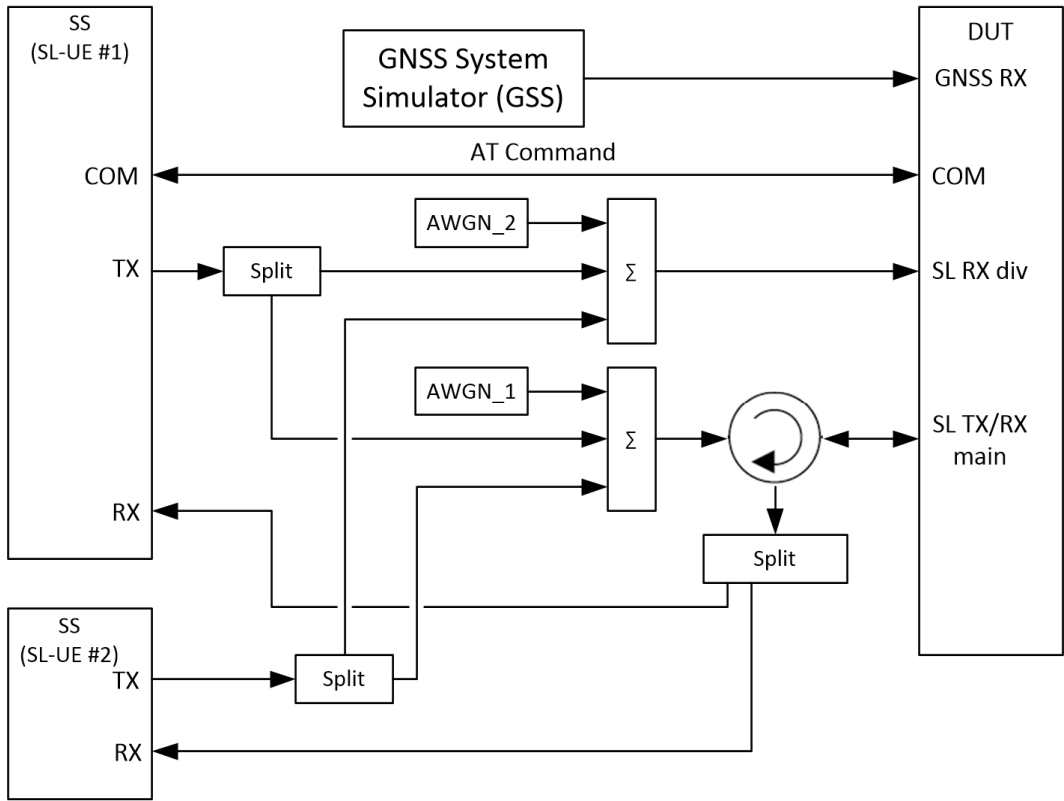 SS
(SL-UE #1)
DUT
GNSS System
Simulator (GSS)
GNSS RX
AT Command
COM
COM
AWGN_2
TX
Split
Σ
SL RX div
AWGN_1
Σ
SL TX/RX
main
RX
Split
SS
(SL-UE #2)
TX
Split
RX